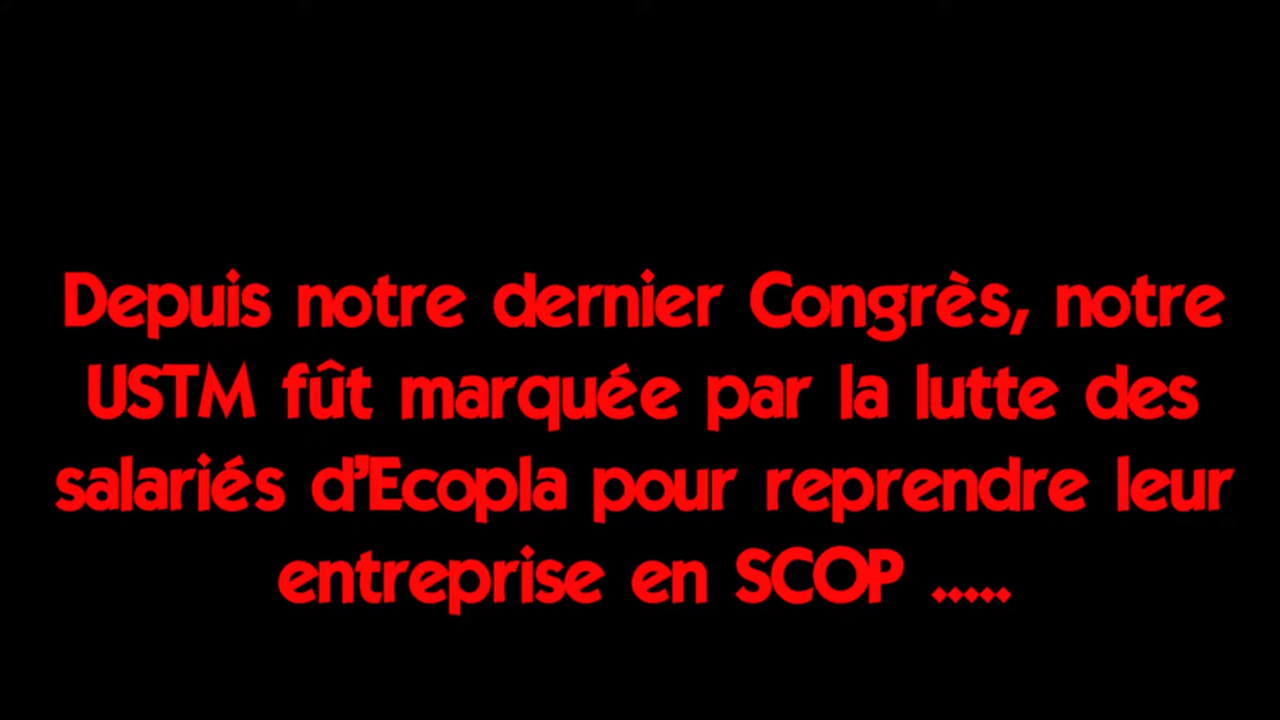 Depuis notre dernier Congrès, notre
USTM fût marquée par la lutte des
salariés d'Ecopla pour reprendre leur
entreprise en SCOP .....